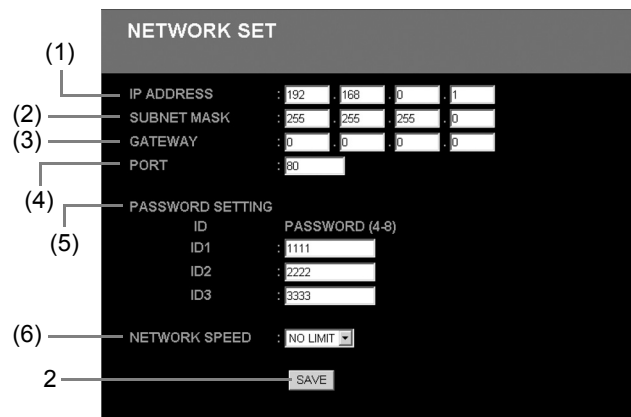 NETWORK SET
(1)
IP ADDRESS : 192 . 168 . 0 . 1
(2) SUBNET MASK : 255 . 255 . 255 . 0
(3) GATEWAY : 0 . 0 . 0 . 0
PORT : 80
(4)
PASSWORD SETTING
(5)
ID PASSWORD (4-8)
ID1 : 1111
ID2 : 2222
ID3 : 3333
(6) NETWORK SPEED : NO LIMIT
2 SAVE